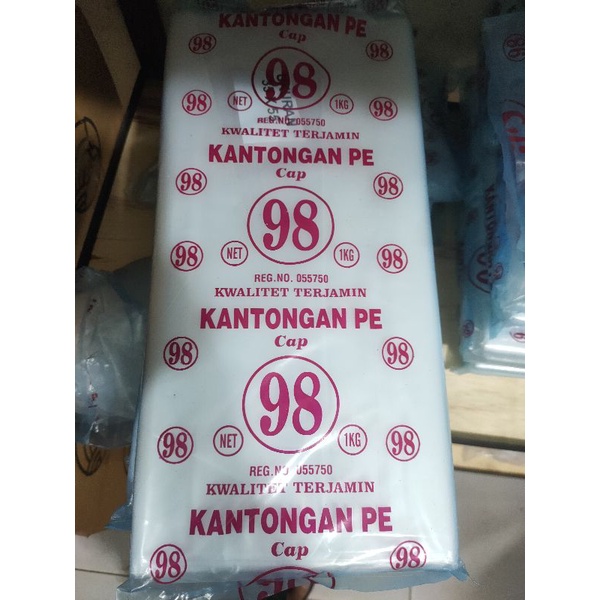 KANTONGAN PE
Cap
98
98 NET 1KG 98
REG.NO. 055750
KWALITET TERJAMIN
KANTONGAN PE
Cap
98 98
98
98 NET 1KG 98
REG.NO. 055750
KWALITET TERJAMIN
KANTONGAN PE
Cap
98 98
98
98 NET 1KG 98
REG.NO. 055750
KWALITET TERJAMIN
KANTONGAN PE
Cap
98 98